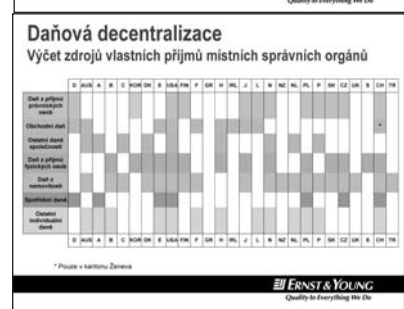 Quality In Everything We Do
Daňová decentralizace
Výčet zdrojů vlastních příjmů místních správních orgánů
D AUS A B C KOR DK E USA FIN F GR H IRL J L N NZ NL PL P SK CZ UK S CH TR
Daň z příjmů
právnických
osob
Obchodní daň
*
Ostatní daně
společností
Daň z příjmů
fyzických osob
Daň z
nemovitostí
Spotřební daně
Ostatní
individuální
daně
D AUS A B C KOR DK E USA FIN F GR H IRL J L N NZ NL PL P SK CZ UK S CH TR
* Pouze v kantonu Ženeva
ERNST & YOUNG
Quality In Everything We Do